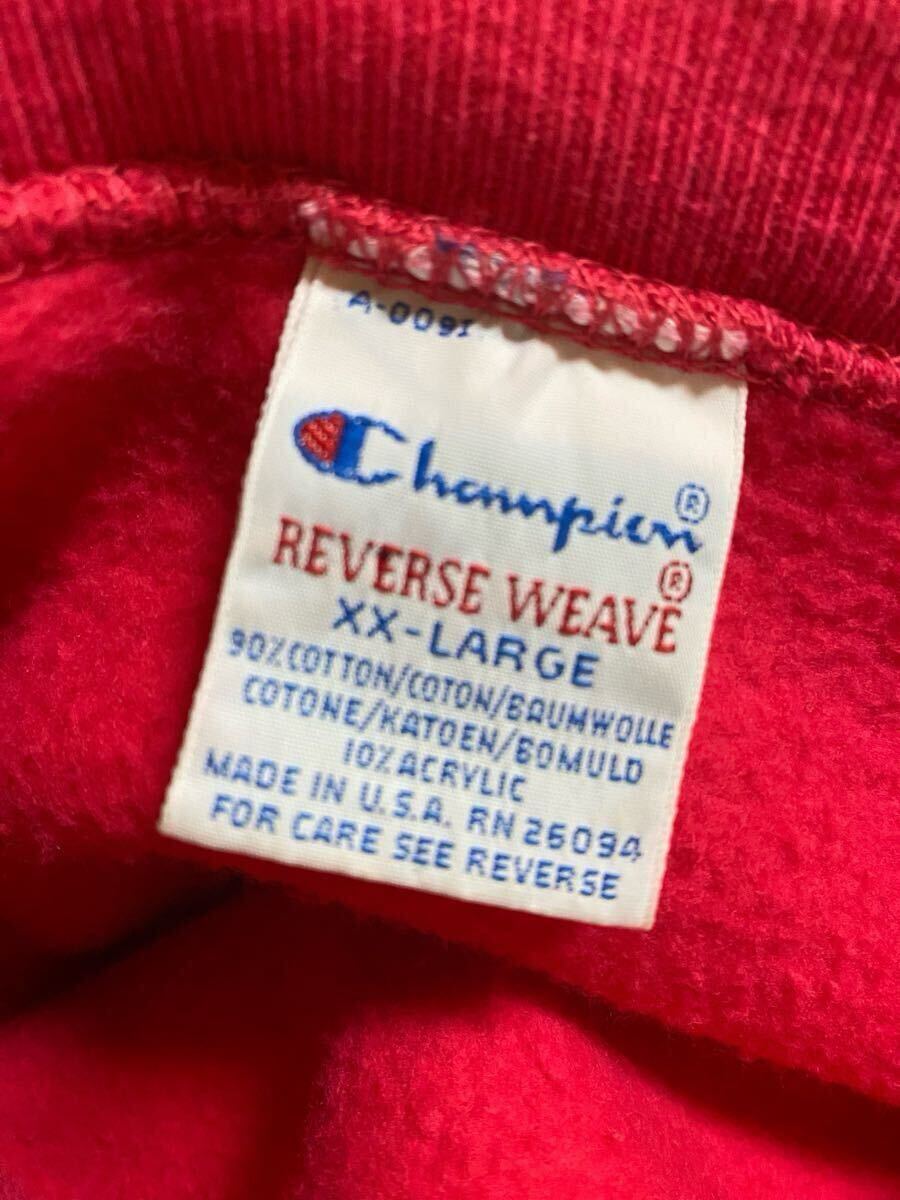 A-0091
Champion®
REVERSE WEAVE®
XX-LARGE
90%COTTON/COTON/BAUMWOLLE
COTONE/KATOEN/BOMULD
10%ACRYLIC
MADE IN U.S.A. RN 26094
FOR CARE SEE REVERSE